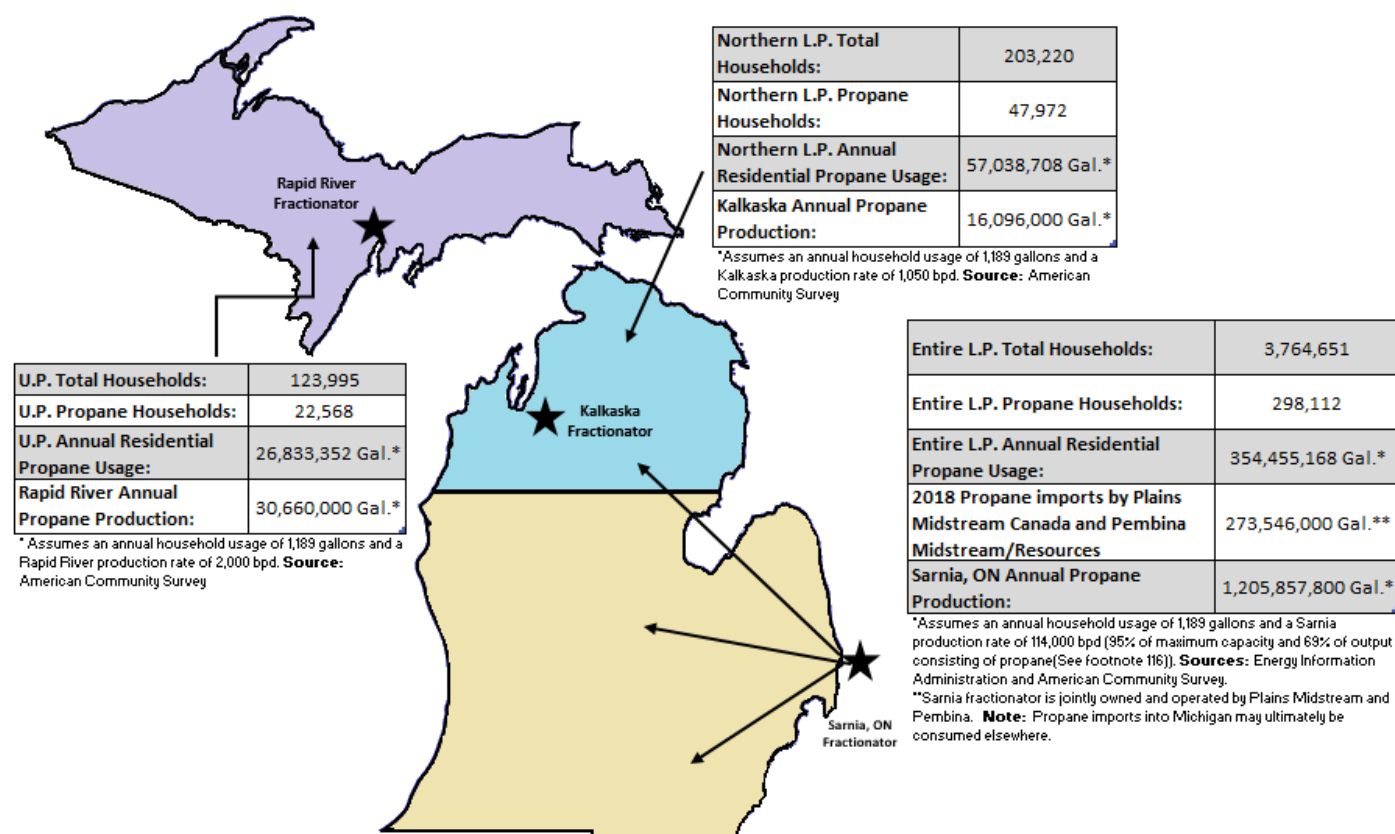 Northern L.P. Total
Households:
203,220
Northern L.P. Propane
Households:
47,972
Northern L.P. Annual
Residential Propane Usage:
57,038,708 Gal.*
Kalkaska Annual Propane
Production:
16,096,000 Gal.*
*Assumes an annual household usage of 1,189 gallons and a
Kalkaska production rate of 1,050 bpd. Source: American
Community Survey
Rapid River
Fractionator
U.P. Total Households:
123,995
U.P. Propane Households:
22,568
U.P. Annual Residential
Propane Usage:
26,833,352 Gal.*
Rapid River Annual
Propane Production:
30,660,000 Gal.*
* Assumes an annual household usage of 1,189 gallons and a
Rapid River production rate of 2,000 bpd. Source:
American Community Survey
Kalkaska
Fractionator
Entire L.P. Total Households:
3,764,651
Entire L.P. Propane Households:
298,112
Entire L.P. Annual Residential
Propane Usage:
354,455,168 Gal.*
2018 Propane imports by Plains
Midstream Canada and Pembina
Midstream/Resources
273,546,000 Gal.**
Sarnia, ON Annual Propane
Production:
1,205,857,800 Gal.*
*Assumes an annual household usage of 1,189 gallons and a Sarnia
production rate of 114,000 bpd (95% of maximum capacity and 69% of output
consisting of propane(See footnote 116)). Sources: Energy Information
Administration and American Community Survey.
**Sarnia fractionator is jointly owned and operated by Plains Midstream and
Pembina. Note: Propane imports into Michigan may ultimately be
consumed elsewhere.
Sarnia, ON
Fractionator